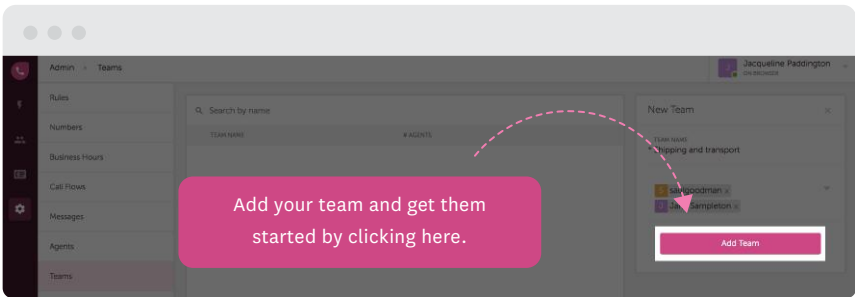 Admin Teams
Jacqueline Paddington
ON BROWSER
Rules
Numbers
Business Hours
Call Flows
Messages
Agents
Teams
Search by name
TEAM NAME # AGENTS
Add your team and get them
started by clicking here.
New Team ×
TEAM NAME
* Shipping and transport
S saulgoodman ×
J Jane Sampleton ×
Add Team